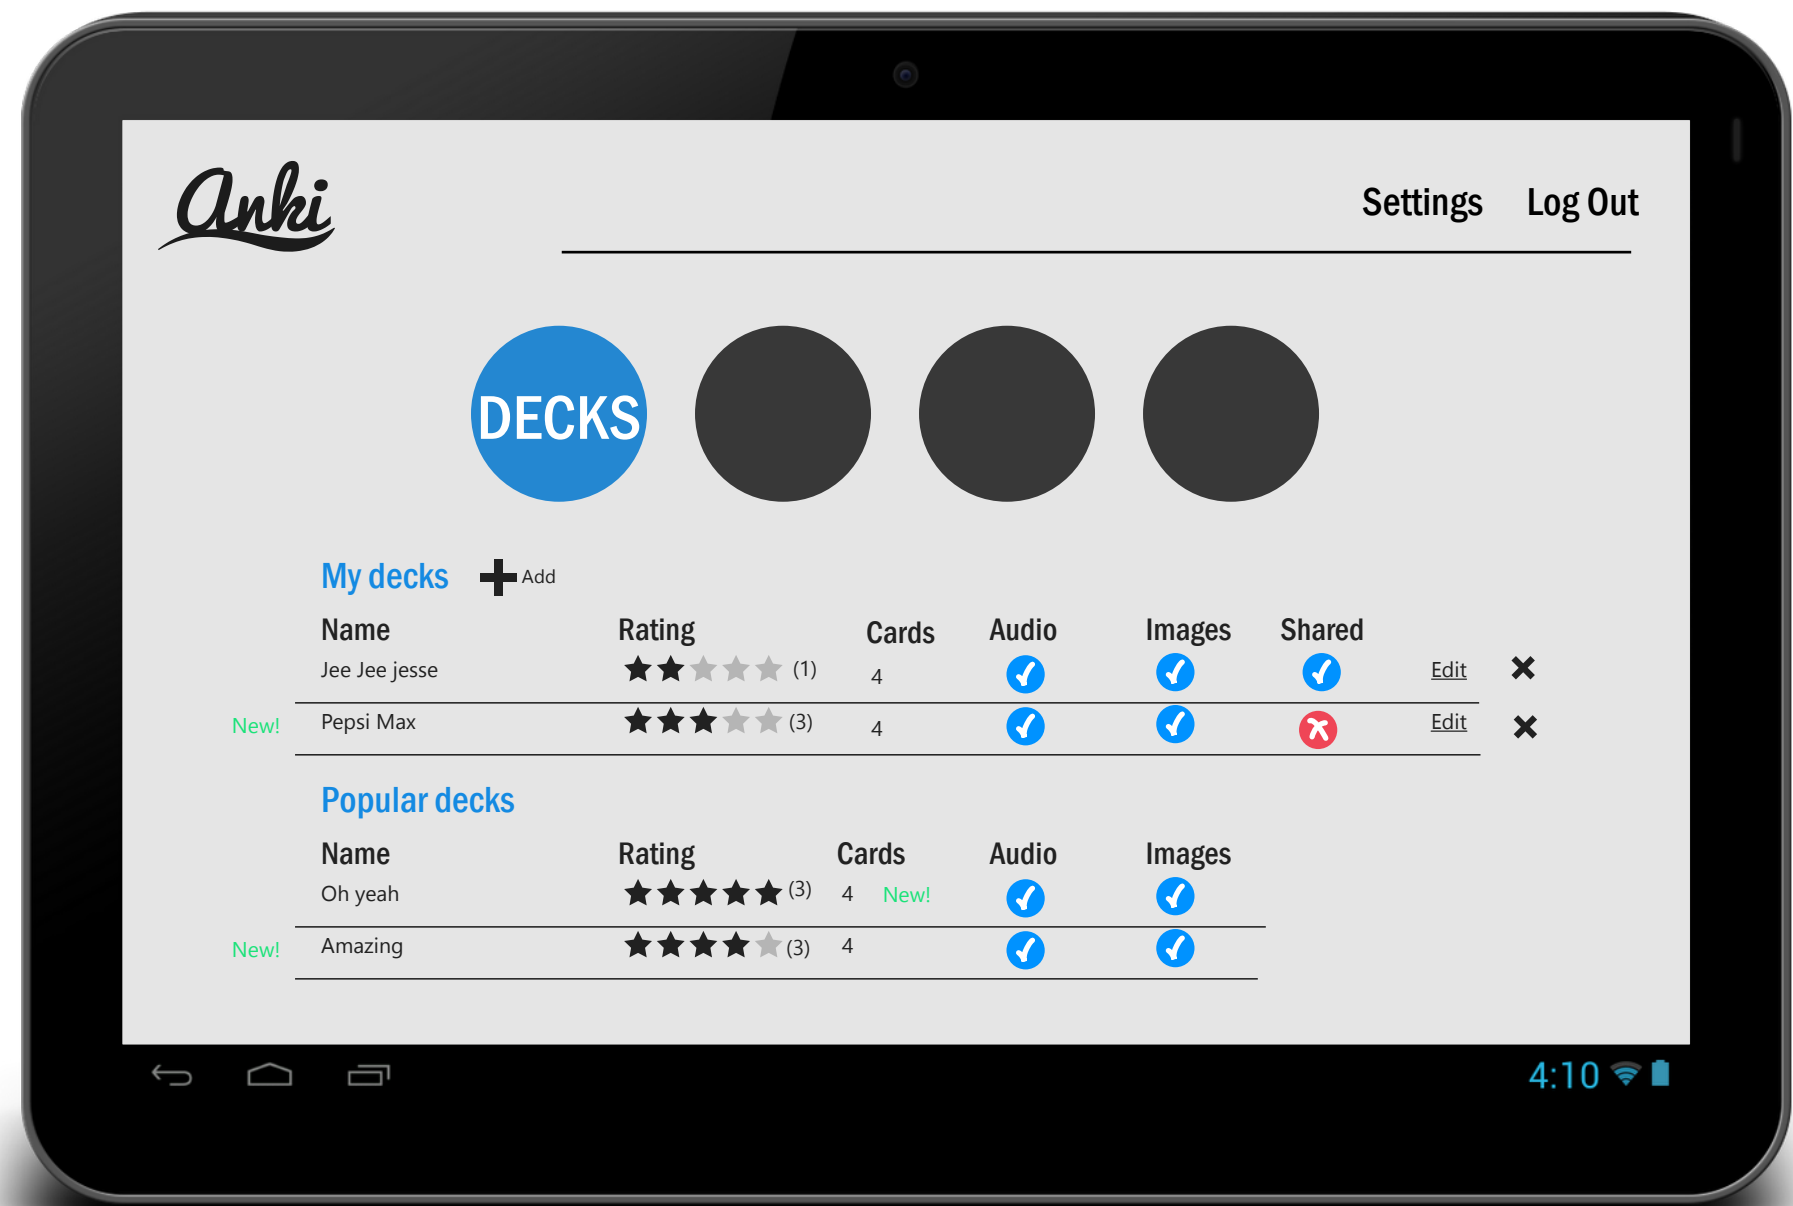 Anki
Settings Log Out
DECKS
My decks Add
Name Rating Cards Audio Images Shared
Jee Jee jesse (1) 4 Edit
New! Pepsi Max (3) 4 Edit
Popular decks
Name Rating Cards Audio Images
Oh yeah (3) 4 New!
New! Amazing (3) 4
4:10